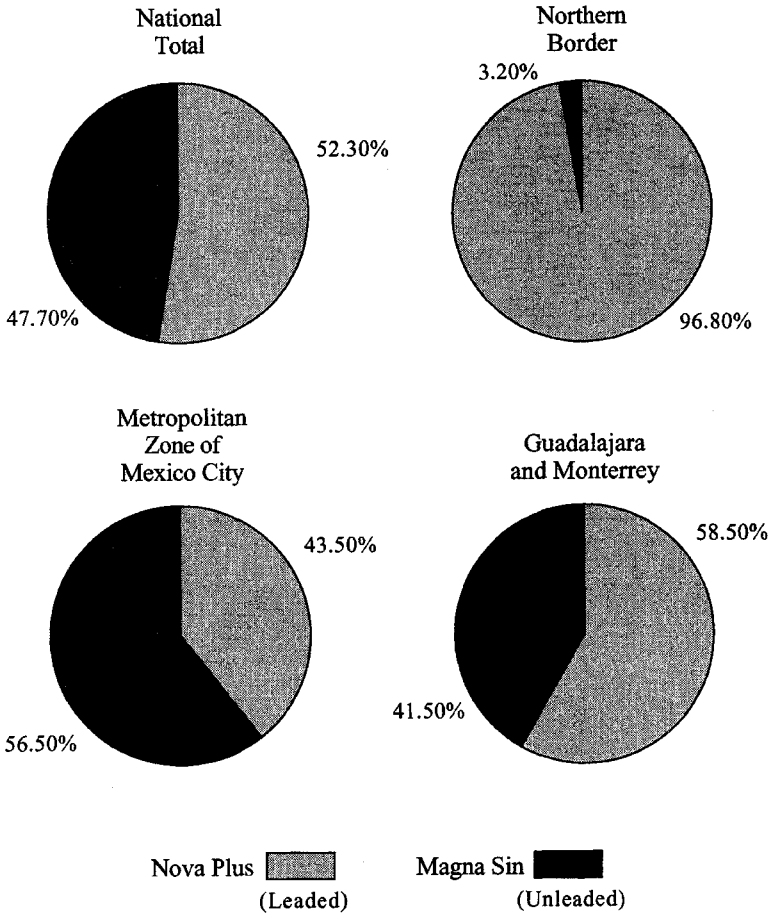 National
Total
52.30%
47.70%
Northern
Border
3.20%
96.80%
Metropolitan
Zone of
Mexico City
43.50%
56.50%
Guadalajara
and Monterrey
58.50%
41.50%
Nova Plus
(Leaded)
Magna Sin
(Unleaded)